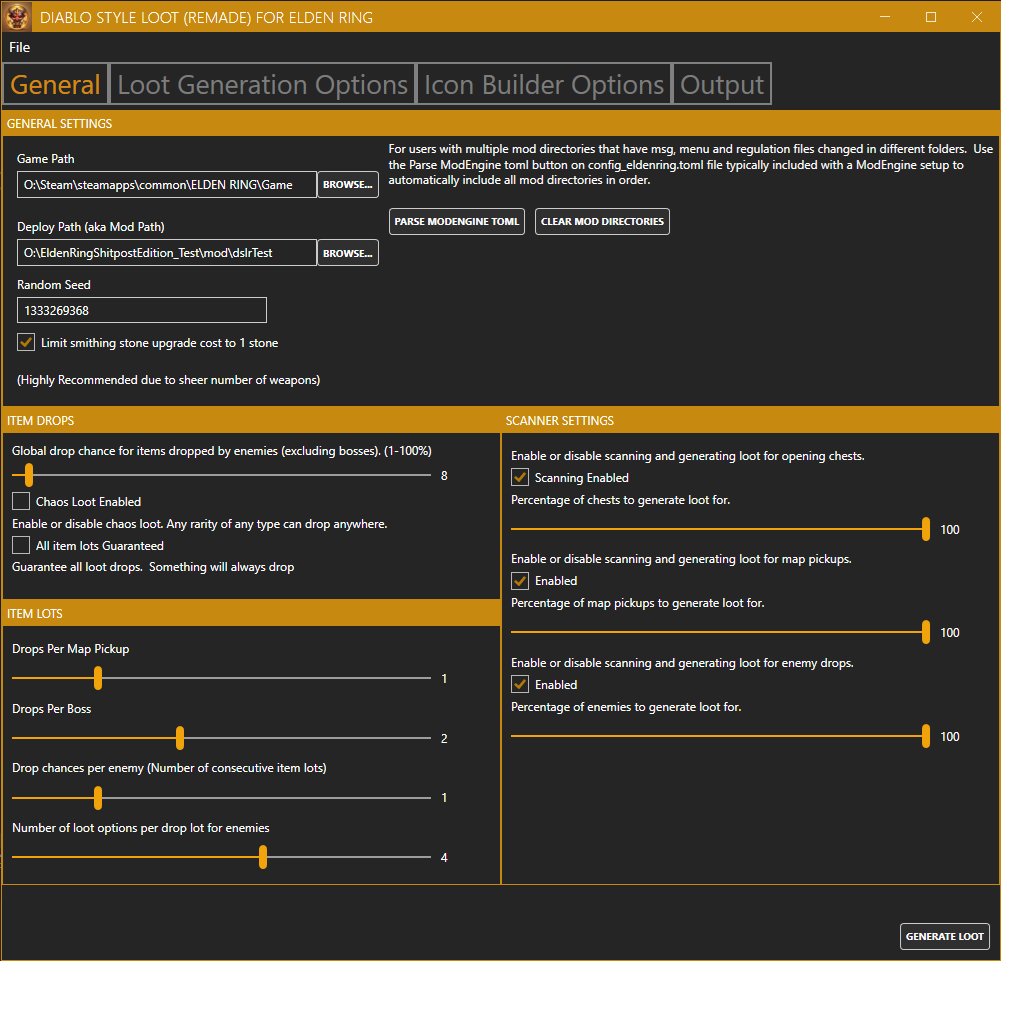 DIABLO STYLE LOOT (REMADE) FOR ELDEN RING
File
General
Loot Generation Options
Icon Builder Options
Output
GENERAL SETTINGS
Game Path
O:\Steam\steamapps\common\ELDEN RING\Game
BROWSE...
Deploy Path (aka Mod Path)
O:\EldenRingShitpostEdition_Test\mod\dslrTest
BROWSE...
Random Seed
1333269368
Limit smithing stone upgrade cost to 1 stone
(Highly Recommended due to sheer number of weapons)
For users with multiple mod directories that have msg, menu and regulation files changed in different folders.  Use
the Parse ModEngine toml button on config_eldenring.toml file typically included with a ModEngine setup to
automatically include all mod directories in order.
PARSE MODENGINE TOML
CLEAR MOD DIRECTORIES
ITEM DROPS
Global drop chance for items dropped by enemies (excluding bosses). (1-100%)
8
Chaos Loot Enabled
Enable or disable chaos loot. Any rarity of any type can drop anywhere.
All item lots Guaranteed
Guarantee all loot drops.  Something will always drop
ITEM LOTS
Drops Per Map Pickup
1
Drops Per Boss
2
Drop chances per enemy (Number of consecutive item lots)
1
Number of loot options per drop lot for enemies
4
SCANNER SETTINGS
Enable or disable scanning and generating loot for opening chests.
Scanning Enabled
Percentage of chests to generate loot for.
100
Enable or disable scanning and generating loot for map pickups.
Enabled
Percentage of map pickups to generate loot for.
100
Enable or disable scanning and generating loot for enemy drops.
Enabled
Percentage of enemies to generate loot for.
100
GENERATE LOOT